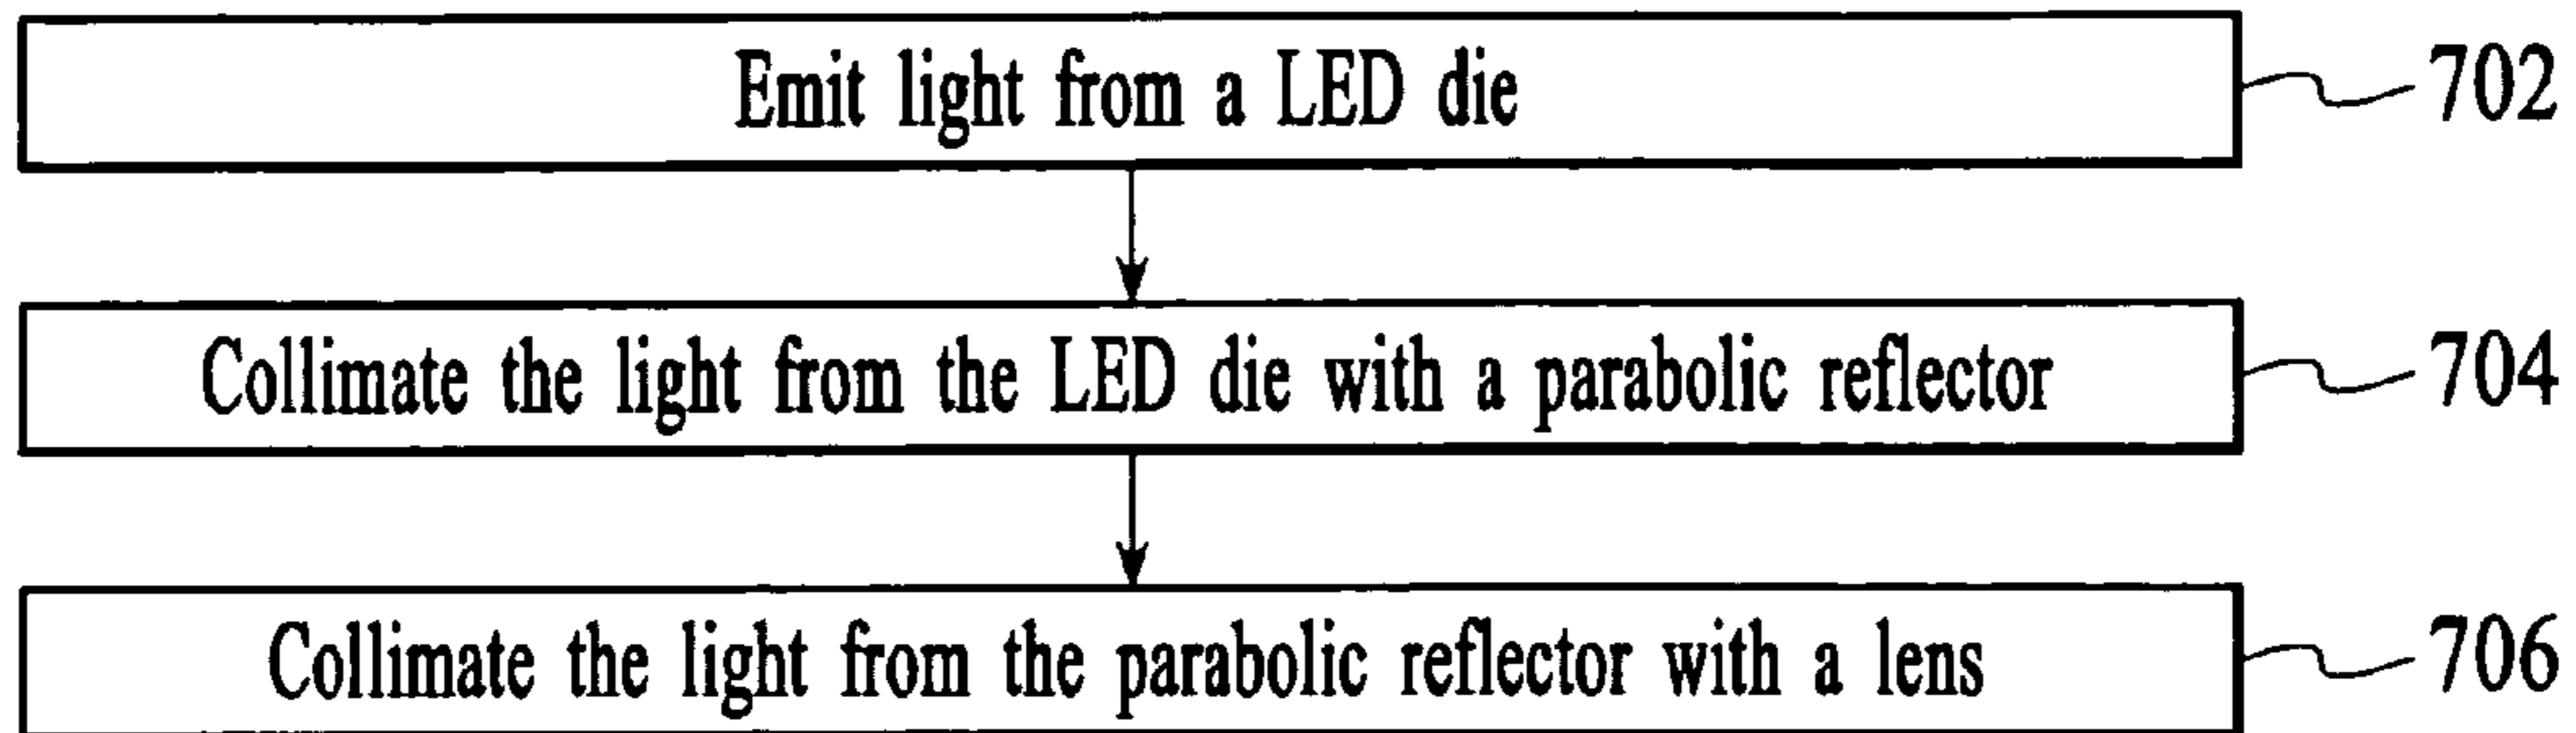 Emit light from a LED die
702
Collimate the light from the LED die with a parabolic reflector
704
Collimate the light from the parabolic reflector with a lens
706